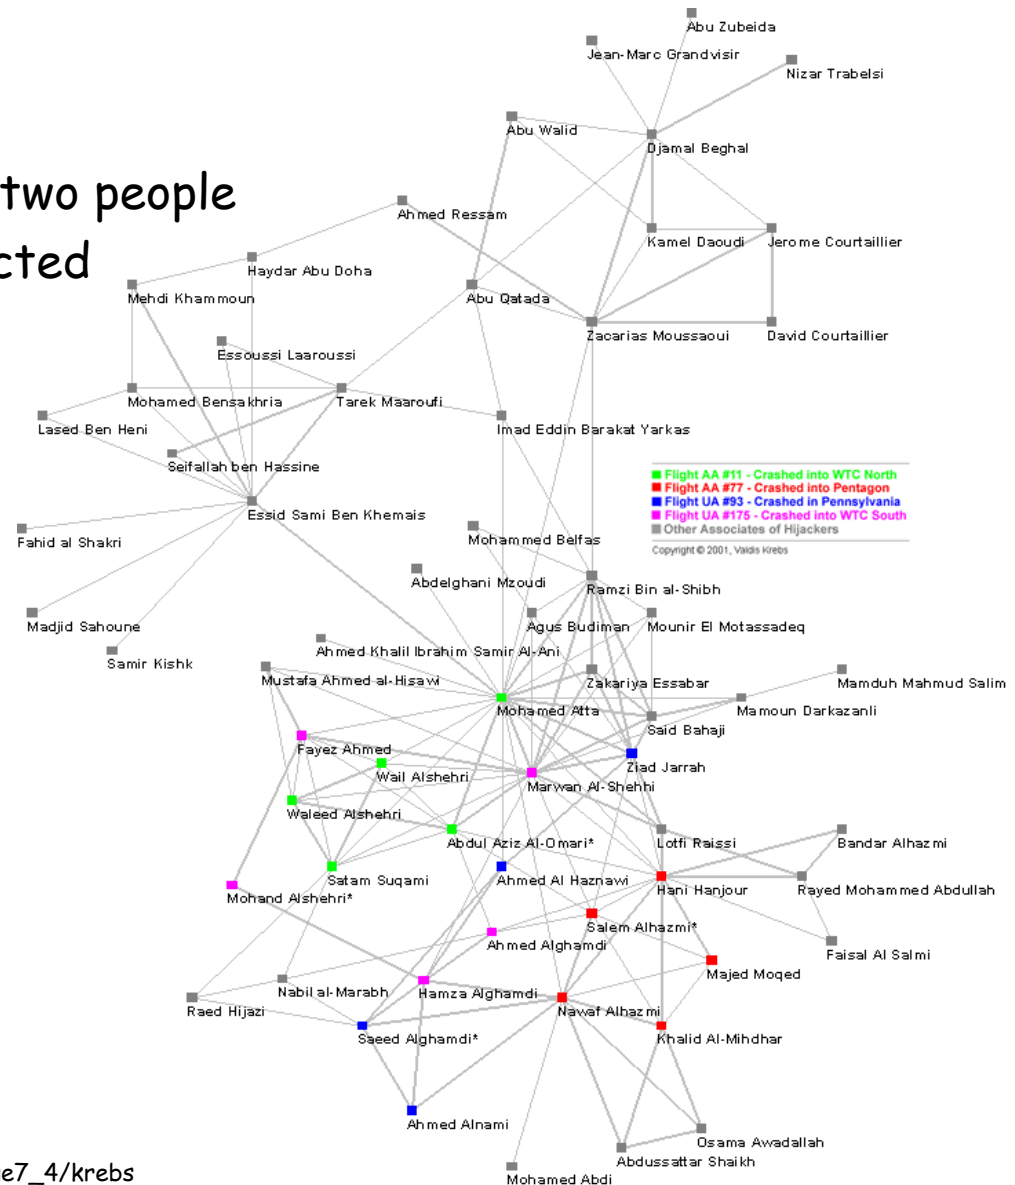 Abu Zubeida
Jean-Marc Grandvisir
Nizar Trabelsi
Abu Walid
Djamal Beghal
two people
Ahmed Ressam
Kamel Daoudi
Jerome Courtaillier
cted
Haydar Abu Doha
Mehdi Khammoun
Abu Qatada
Zacarias Moussaoui
David Courtaillier
Essoussi Laaroussi
Mohamed Bensakhria
Tarek Maaroufi
Lased Ben Heni
Imad Eddin Barakat Yarkas
Seifallah ben Hassine
Flight AA #11 - Crashed into WTC North
Flight AA #77 - Crashed into Pentagon
Flight UA #93 - Crashed in Pennsylvania
Flight UA #175 - Crashed into WTC South
Other Associates of Hijackers
Copyright © 2001, Valdis Krebs
Essid Sami Ben Khemais
Fahid al Shakri
Mohammed Belfas
Abdelghani Mzoudi
Ramzi Bin al-Shibh
Madjid Sahoune
Agus Budiman
Mounir El Motassadeq
Samir Kishk
Ahmed Khalil Ibrahim Samir Al-Ani
Mustafa Ahmed al-Hisawi
Zakariya Essabar
Mamduh Mahmud Salim
Mohamed Atta
Mamoun Darkazanli
Said Bahaji
Fayez Ahmed
Ziad Jarrah
Wail Alshehri
Marwan Al-Shehhi
Waleed Alshehri
Abdul Aziz Al-Omari*
Lotfi Raissi
Bandar Alhazmi
Satam Suqami
Ahmed Al Haznawi
Hani Hanjour
Rayed Mohammed Abdullah
Mohand Alshehri*
Salem Alhazmi*
Ahmed Alghamdi
Faisal Al Salmi
Majed Moqed
Nabil al-Marabh
Hamza Alghamdi
Raed Hijazi
Nawaf Alhazmi
Saeed Alghamdi*
Khalid Al-Mihdhar
Ahmed Alnami
Osama Awadallah
Abdussattar Shaikh
Mohamed Abdi
e7_4/krebs